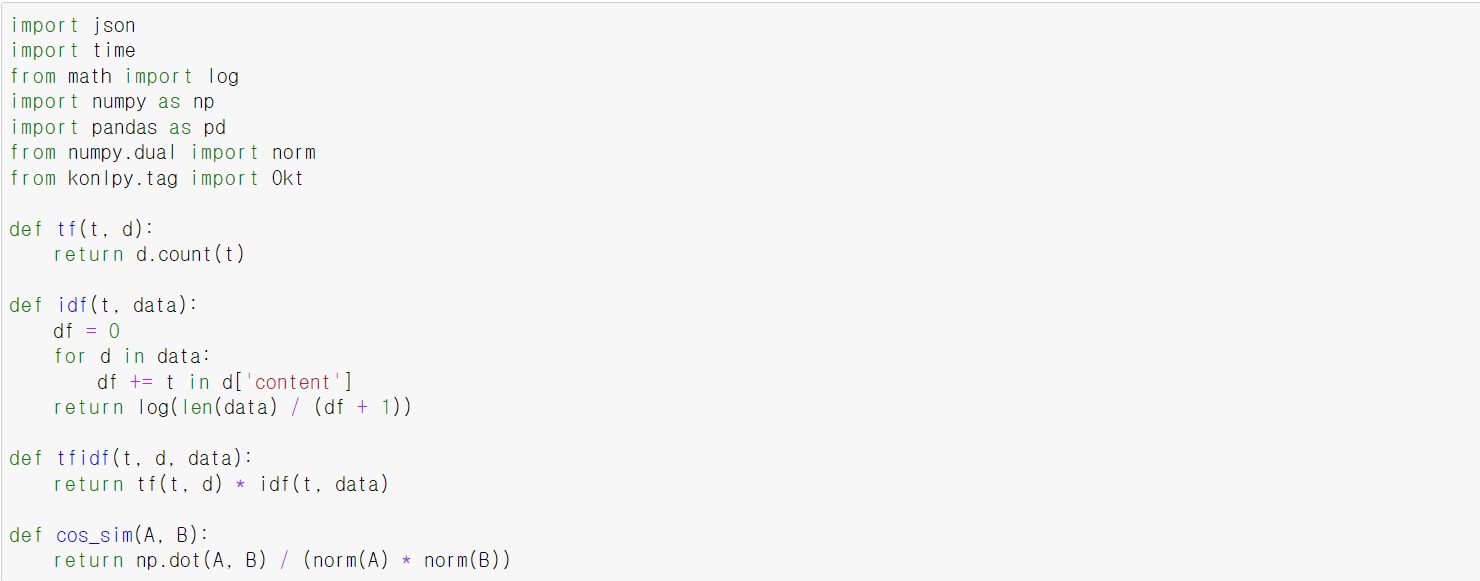 import json
import time
from math import log
import numpy as np
import pandas as pd
from numpy.dual import norm
from konlpy.tag import Okt

def tf(t, d):
    return d.count(t)

def idf(t, data):
    df = 0
    for d in data:
        df += t in d['content']
    return log(len(data) / (df + 1))

def tfidf(t, d, data):
    return tf(t, d) * idf(t, data)

def cos_sim(A, B):
    return np.dot(A, B) / (norm(A) * norm(B))